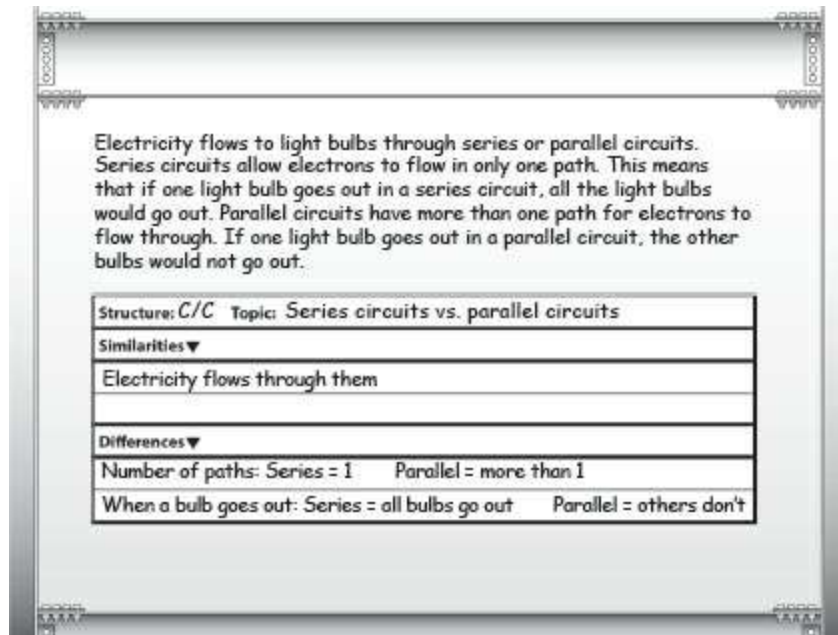 Electricity flows to light bulbs through series or parallel circuits.
Series circuits allow electrons to flow in only one path. This means
that if one light bulb goes out in a series circuit, all the light bulbs
would go out. Parallel circuits have more than one path for electrons to
flow through. If one light bulb goes out in a parallel circuit, the other
bulbs would not go out.
Structure: C/C Topic: Series circuits vs. parallel circuits
Similarities▼
Electricity flows through them
Differences▼
Number of paths: Series = 1 Parallel = more than 1
When a bulb goes out: Series = all bulbs go out Parallel = others don't